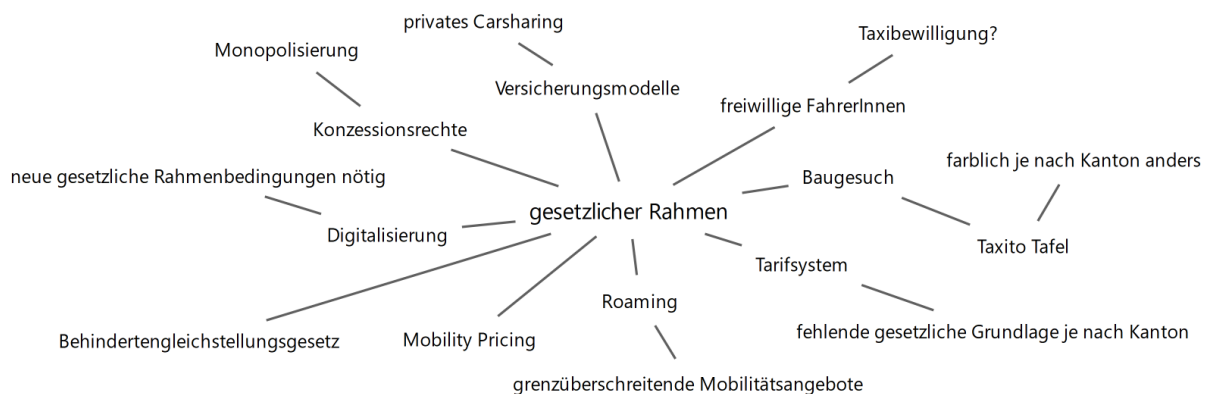 privates Carsharing
Taxibewilligung?
Monopolisierung
Versicherungsmodelle
freiwillige FahrerInnen
Konzessionsrechte
farblich je nach Kanton anders
neue gesetzliche Rahmenbedingungen nötig
Baugesuch
gesetzlicher Rahmen
Digitalisierung
Taxito Tafel
Tarifsystem
Roaming
Behindertengleichstellungsgesetz
Mobility Pricing
fehlende gesetzliche Grundlage je nach Kanton
grenzüberschreitende Mobilitätsangebote